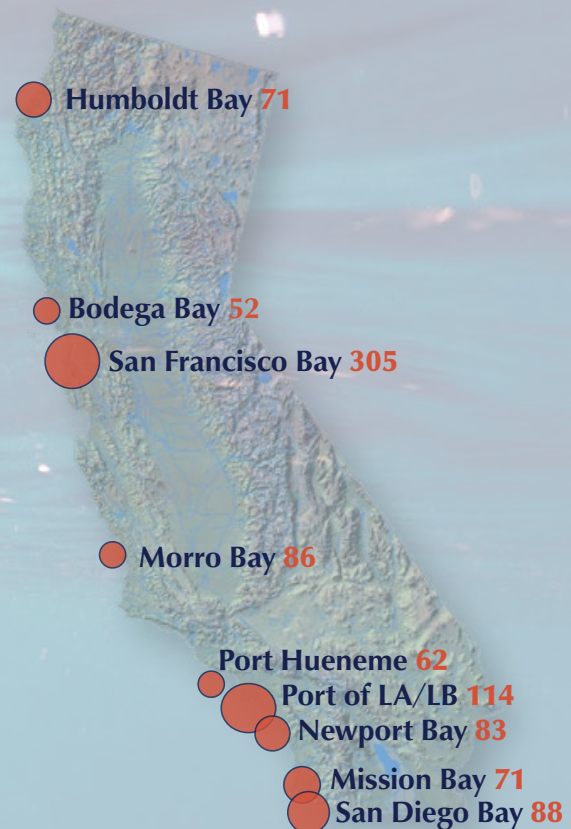 Humboldt Bay 71
Bodega Bay 52
San Francisco Bay 305
Morro Bay 86
Port Hueneme 62
Port of LA/LB 114
Newport Bay 83
Mission Bay 71
San Diego Bay 88